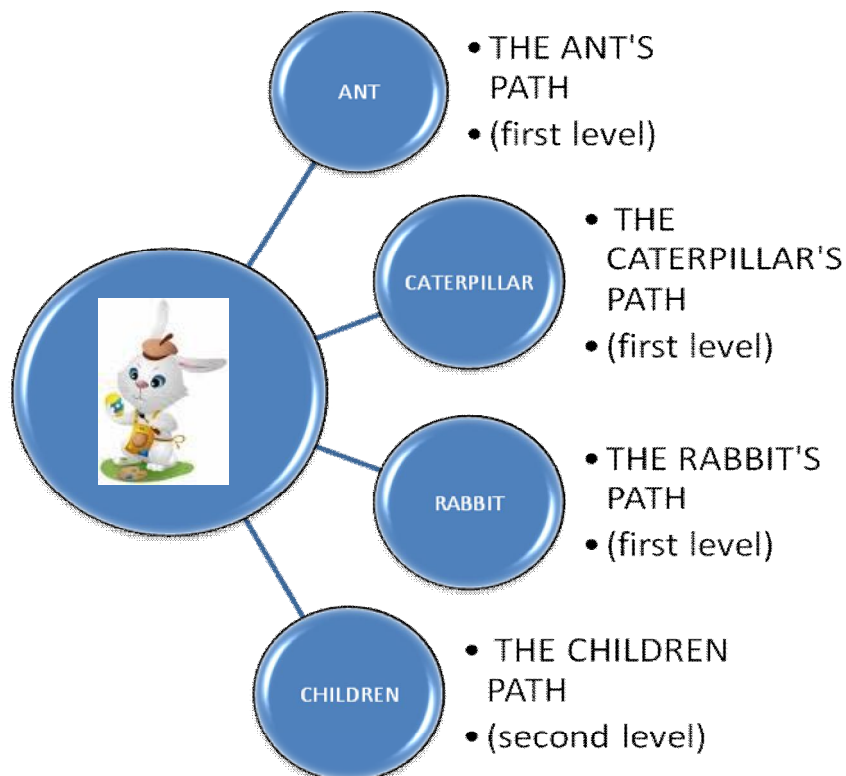 ANT
• THE ANT'S
PATH
• (first level)
CATERPILLAR
• THE
CATERPILLAR'S
PATH
• (first level)
RABBIT
• THE RABBIT'S
PATH
• (first level)
CHILDREN
• THE CHILDREN
PATH
• (second level)